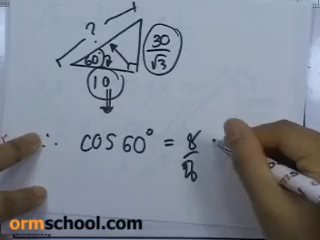 ?
60°
30
√3
10
∴ cos 60° =
ormschool.com